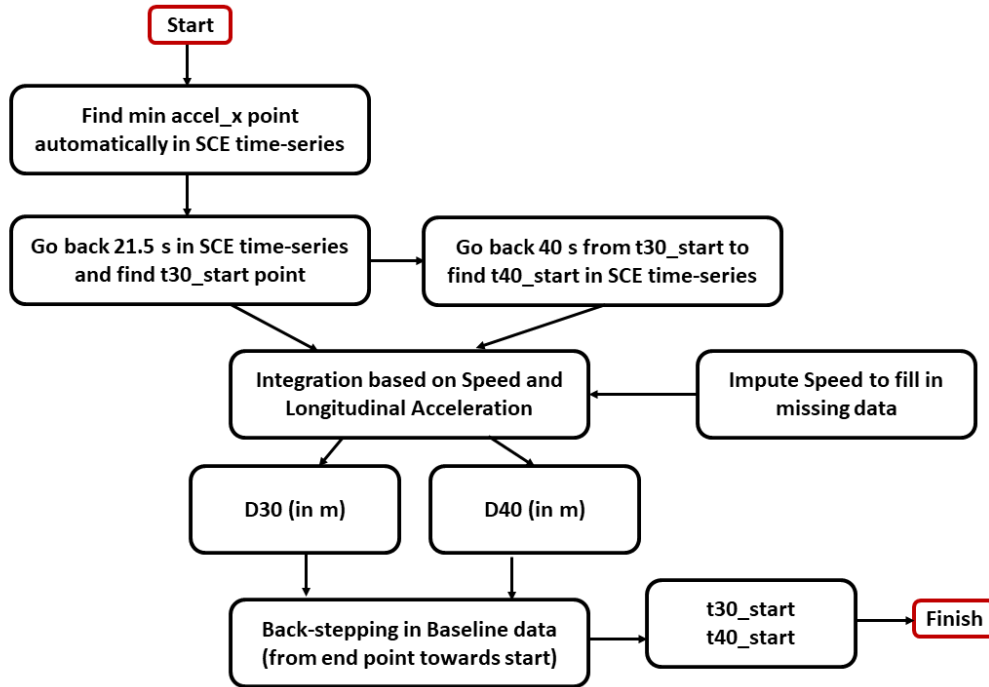 Start
Find min accel_x point
automatically in SCE time-series
Go back 21.5 s in SCE time-series
and find t30_start point
Go back 40 s from t30_start to
find t40_start in SCE time-series
Integration based on Speed and
Longitudinal Acceleration
Impute Speed to fill in
missing data
D30 (in m)
D40 (in m)
Back-stepping in Baseline data
(from end point towards start)
t30_start
t40_start
Finish